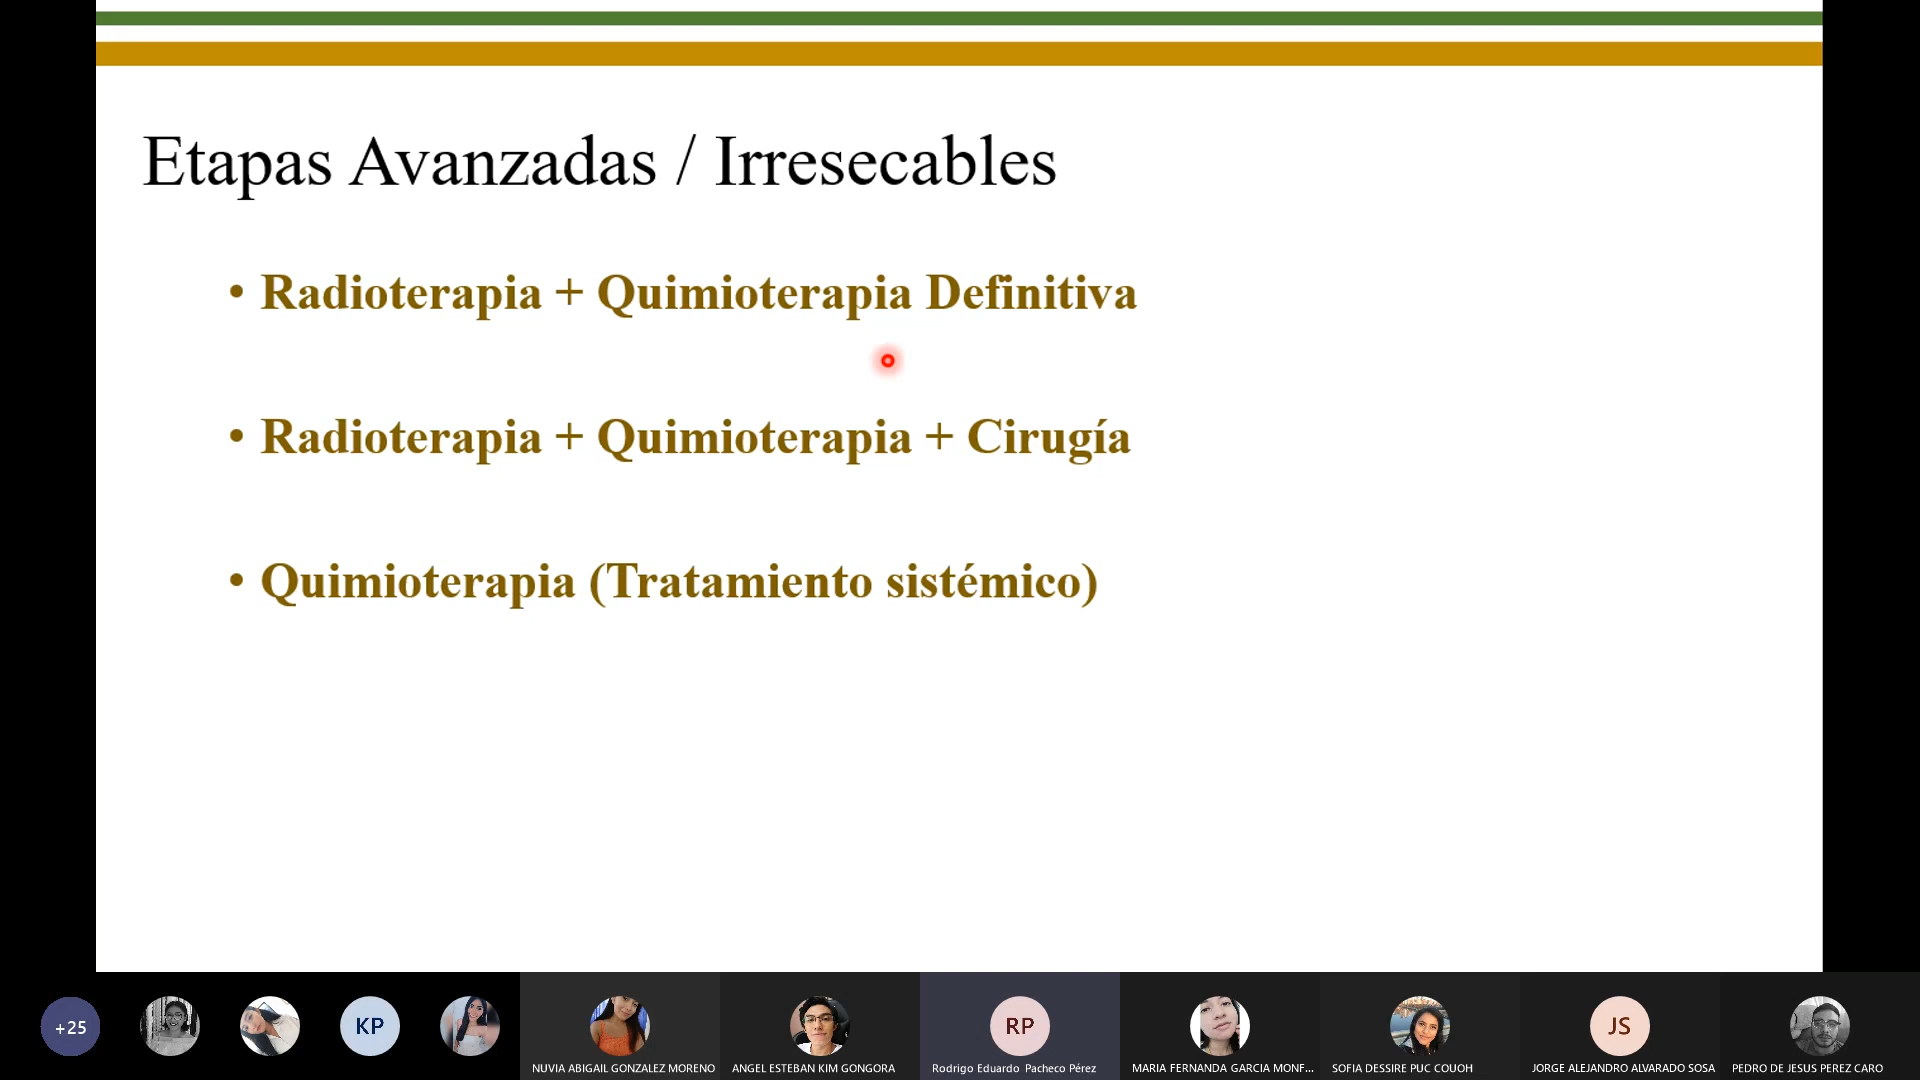 Etapas Avanzadas / Irresecables
• Radioterapia + Quimioterapia Definitiva
• Radioterapia + Quimioterapia + Cirugía
• Quimioterapia (Tratamiento sistémico)
+25
KP
RP
JS
NUVIA ABIGAIL GONZALEZ MORENO
ANGEL ESTEBAN KIM GONGORA
Rodrigo Eduardo Pacheco Pérez
MARIA FERNANDA GARCIA MONF...
SOFIA DESSIRE PUC COUOH
JORGE ALEJANDRO ALVARADO SOSA
PEDRO DE JESUS PEREZ CARO